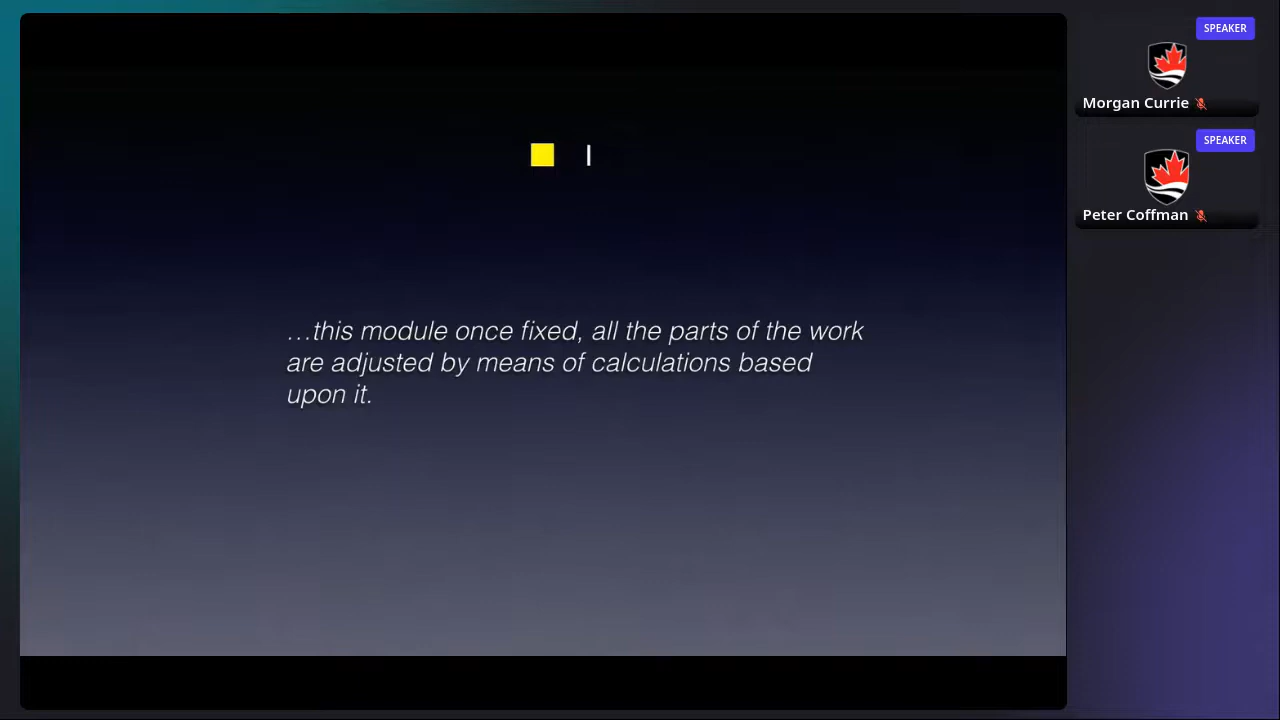 SPEAKER
Morgan Currie
SPEAKER
Peter Coffman
I
…this module once fixed, all the parts of the work
are adjusted by means of calculations based
upon it.